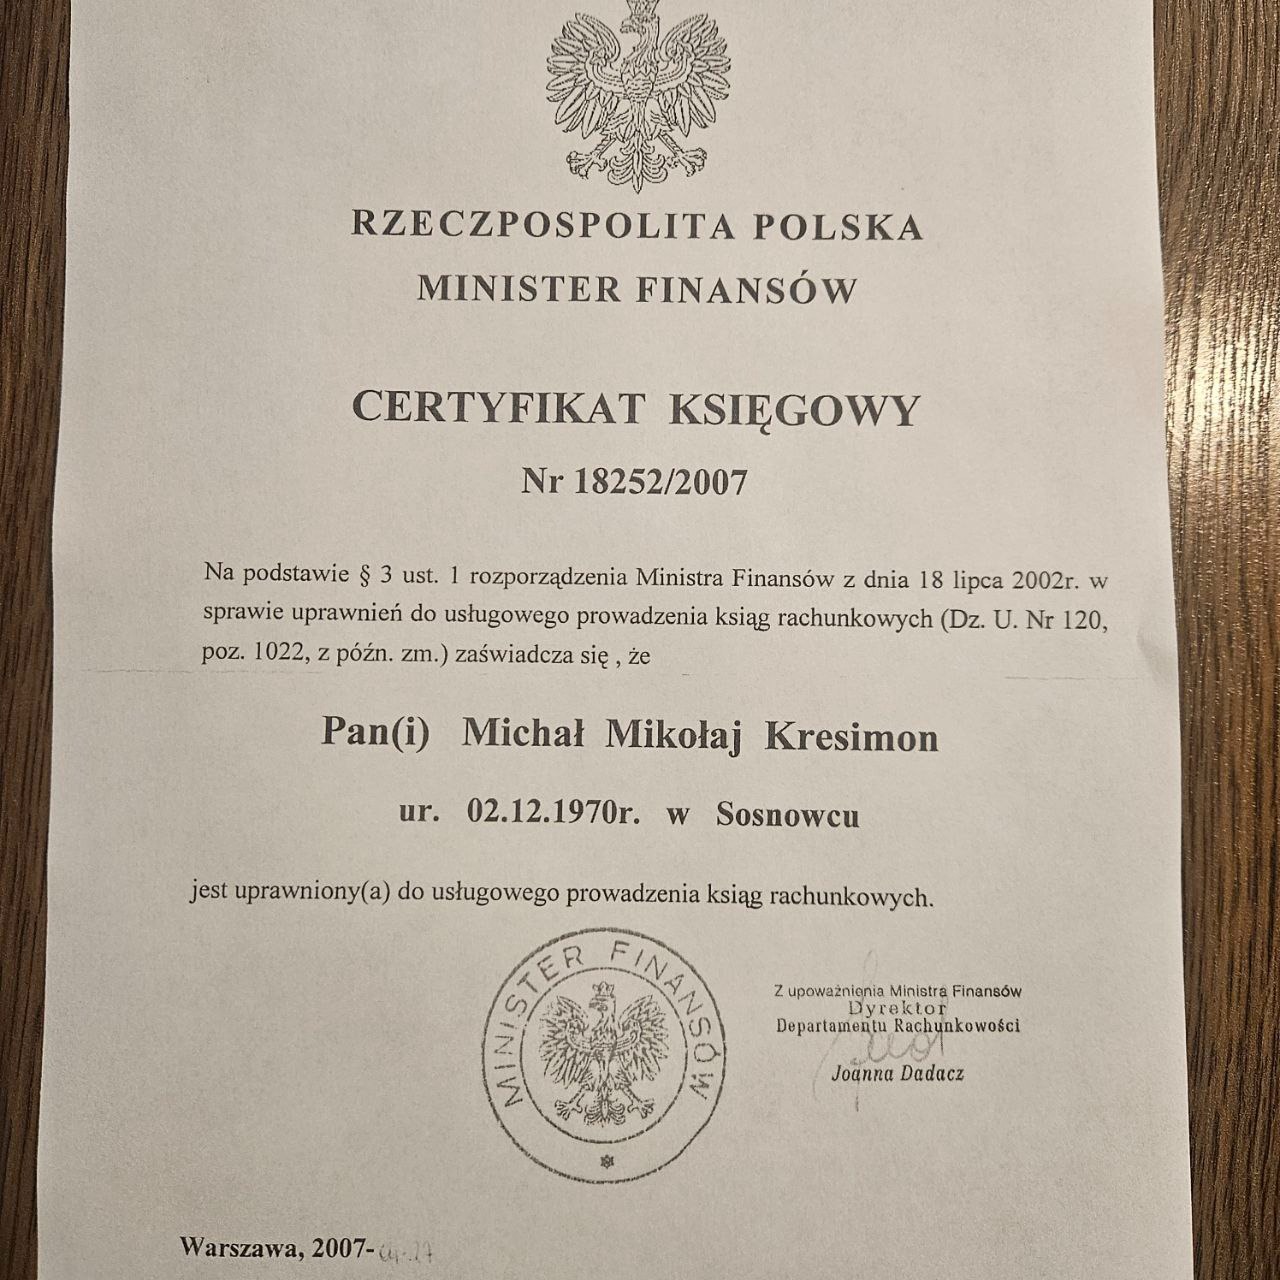 RZECZPOSPOLITA POLSKA
MINISTER FINANSÓW
CERTYFIKAT KSIĘGOWY
Nr 18252/2007
Na podstawie § 3 ust. 1 rozporządzenia Ministra Finansów z dnia 18 lipca 2002r. w
sprawie uprawnień do usługowego prowadzenia ksiąg rachunkowych (Dz. U. Nr 120,
poz. 1022, z późn. zm.) zaświadcza się , że
Pan(i) Michał Mikołaj Kresimon
ur. 02.12.1970r. w Sosnowcu
jest uprawniony(a) do usługowego prowadzenia ksiąg rachunkowych.
MINISTER FINANSÓW
Z upoważnienia Ministra Finansów
Dyrektor
Departamentu Rachunkowości
Joanna Dadacz
Warszawa, 2007-